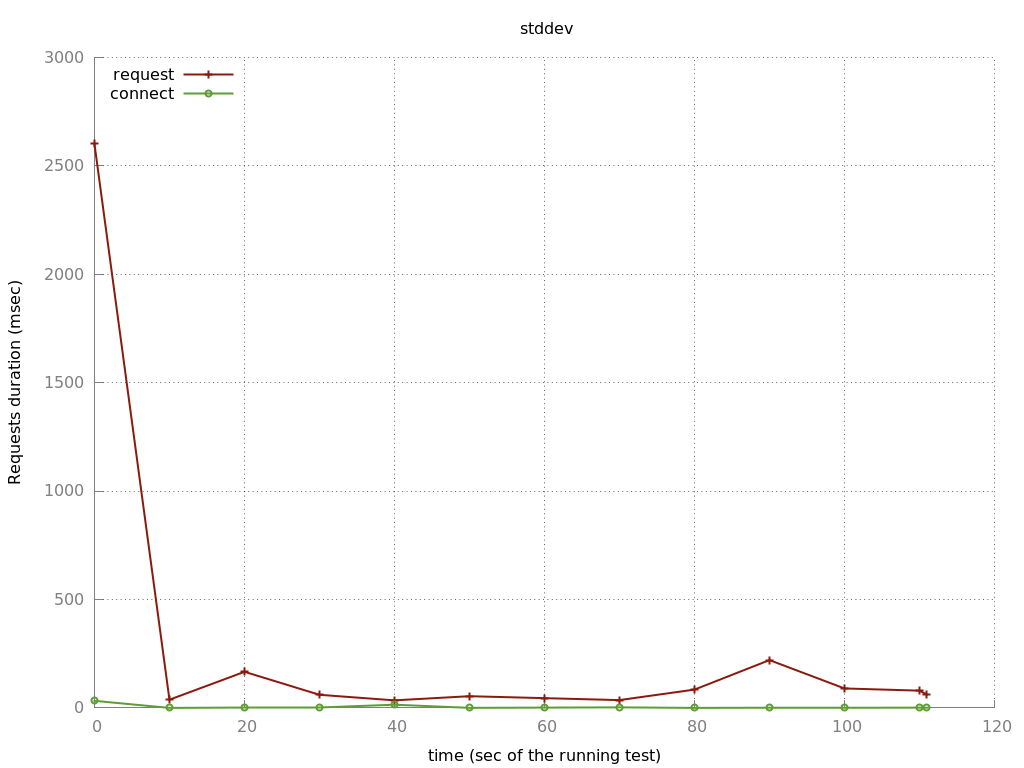 stddev
request
connect
3000
2500
2000
1500
1000
500
0
Requests duration (msec)
0 20 40 60 80 100 120
time (sec of the running test)